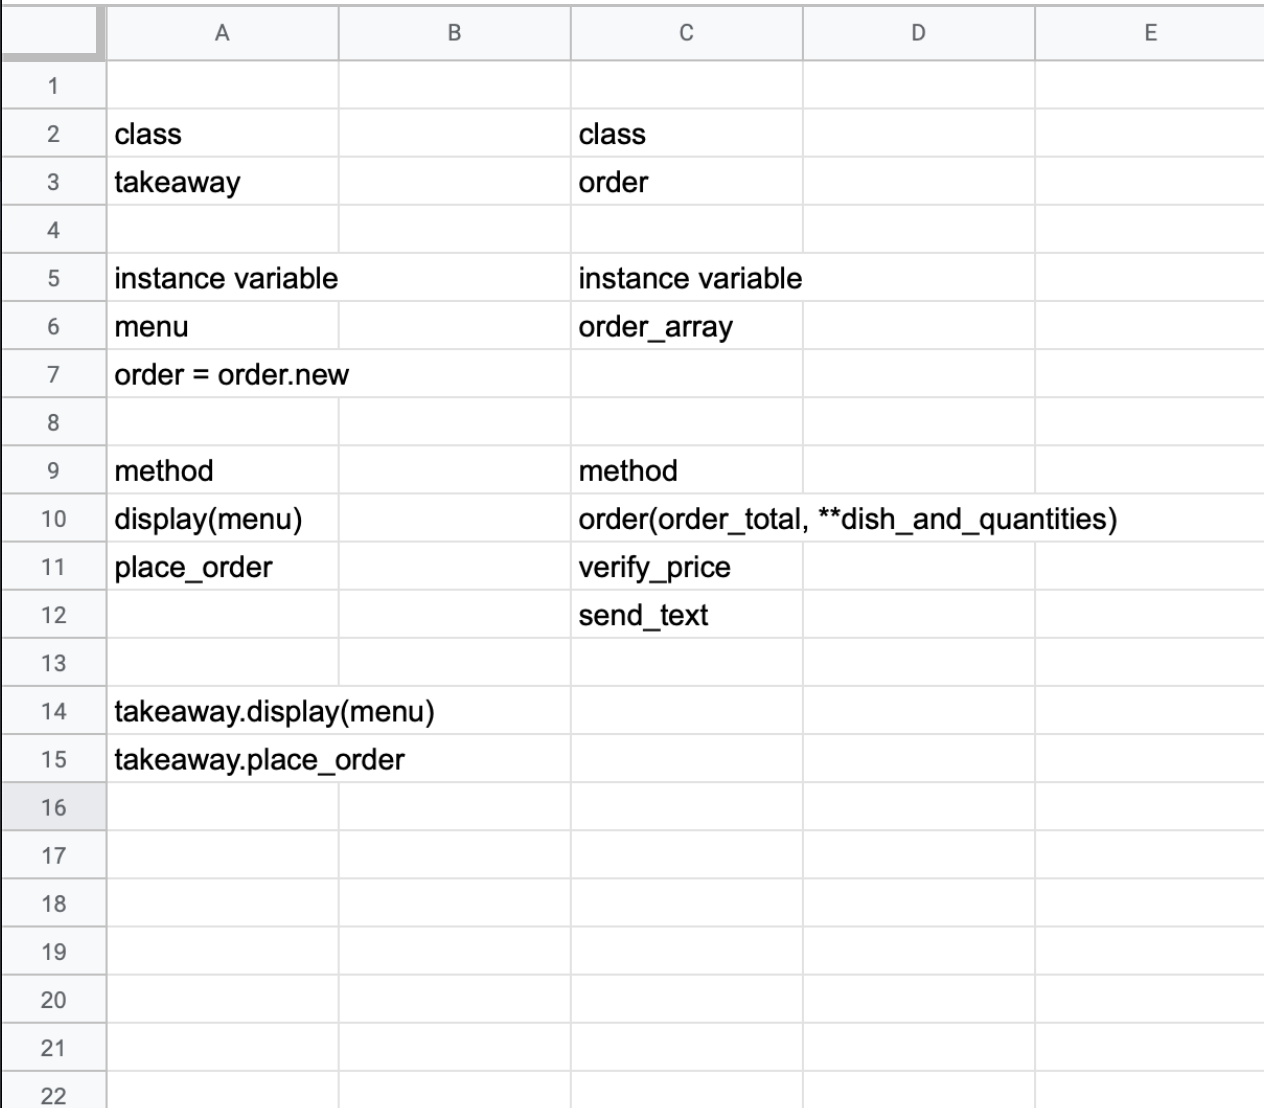 A B C D E
1
2 class class
3 takeaway order
4
5 instance variable instance variable
6 menu order_array
7 order = order.new
8
9 method method
10 display(menu) order(order_total, **dish_and_quantities)
11 place_order verify_price
12 send_text
13
14 takeaway.display(menu)
15 takeaway.place_order
16
17
18
19
20
21
22